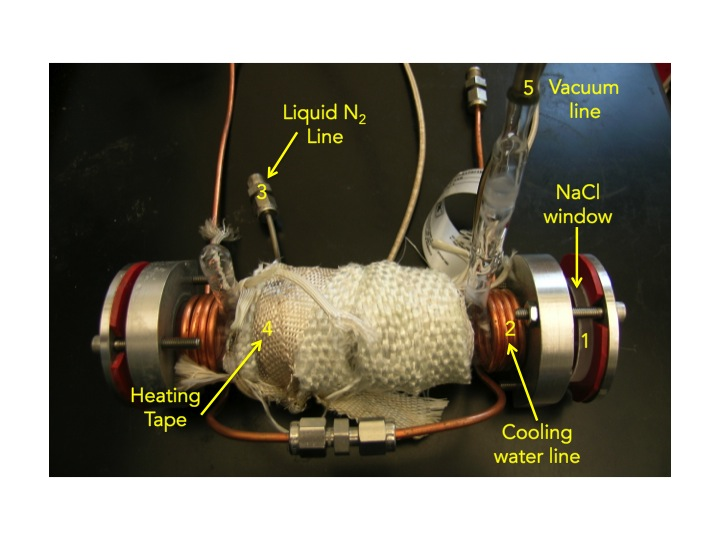 5 Vacuum
line
Liquid N₂
Line
3
NaCl
window
4
2
1
Heating
Tape
Cooling
water line